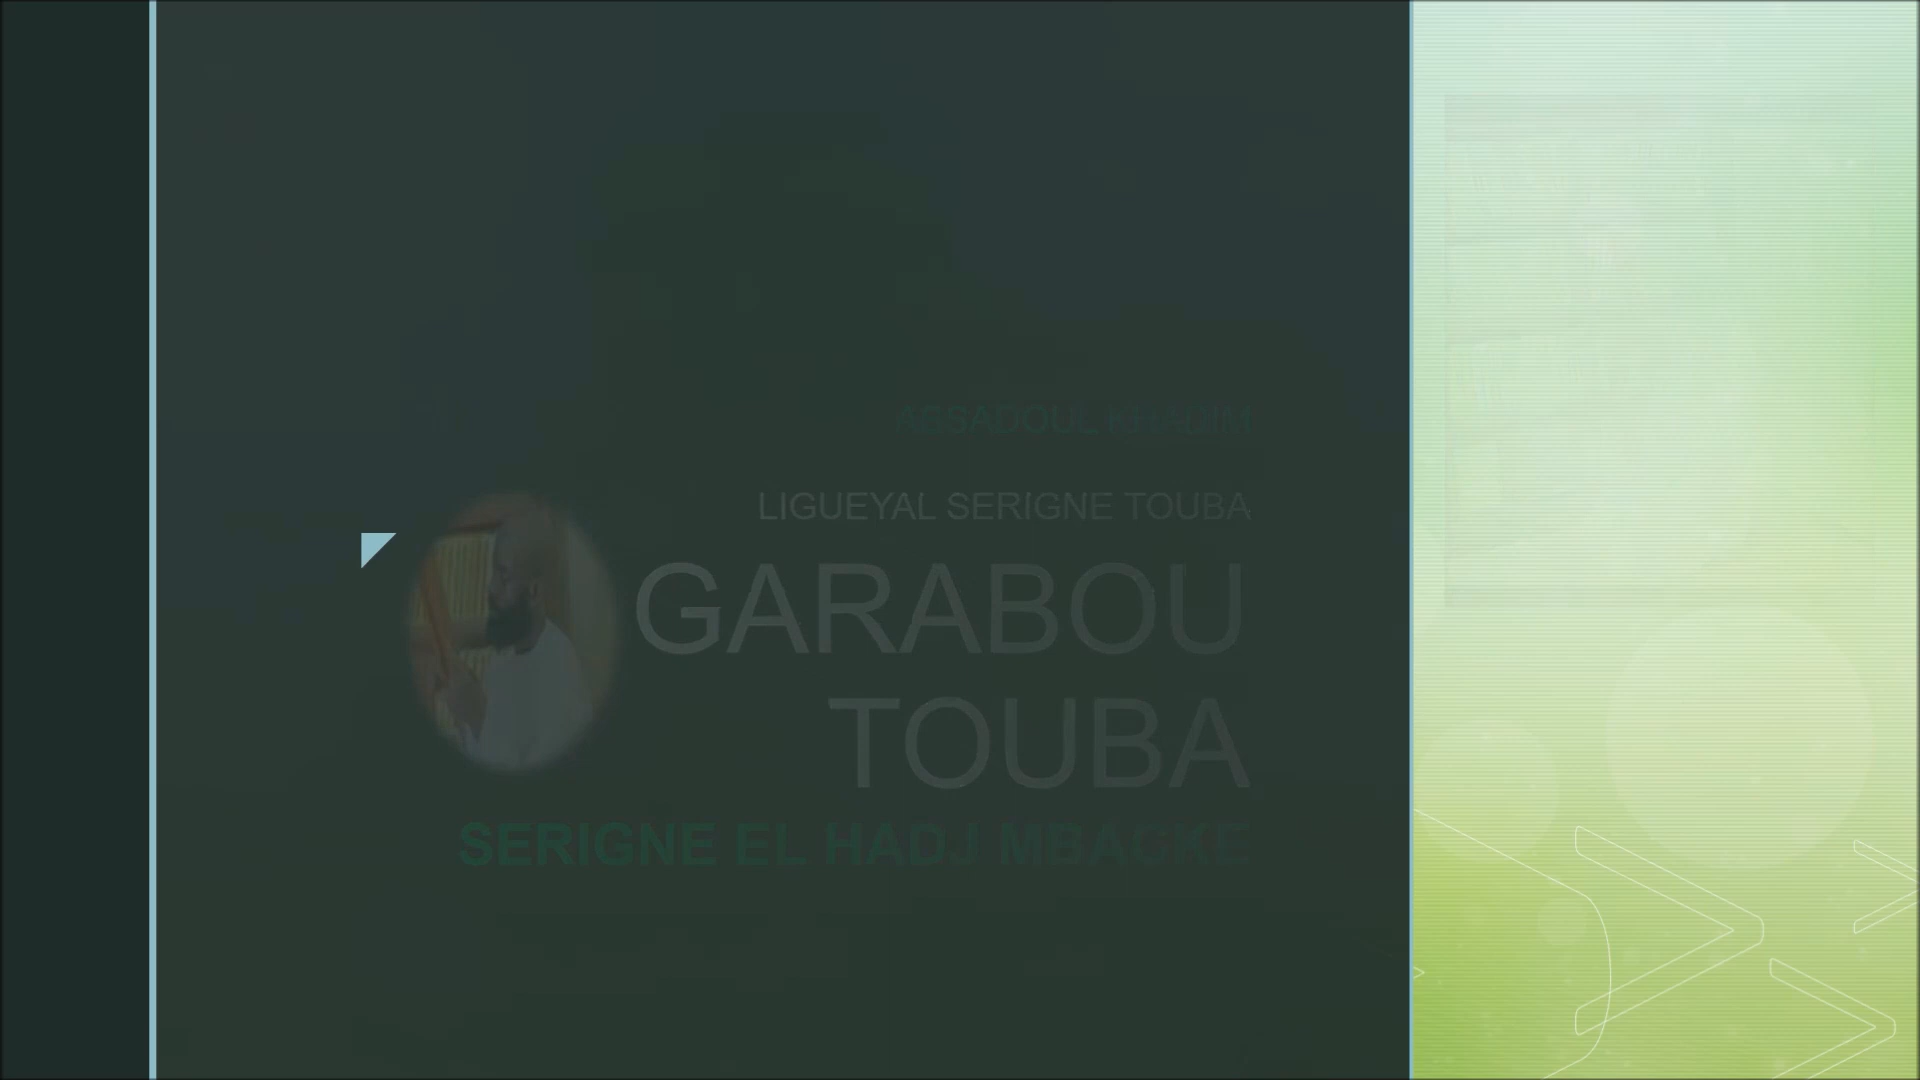 ASSADOUL KHADIM
LIGUEYAL SERIGNE TOUBA
GARABOU
TOUBA
SERIGNE EL HADJ MBACKE